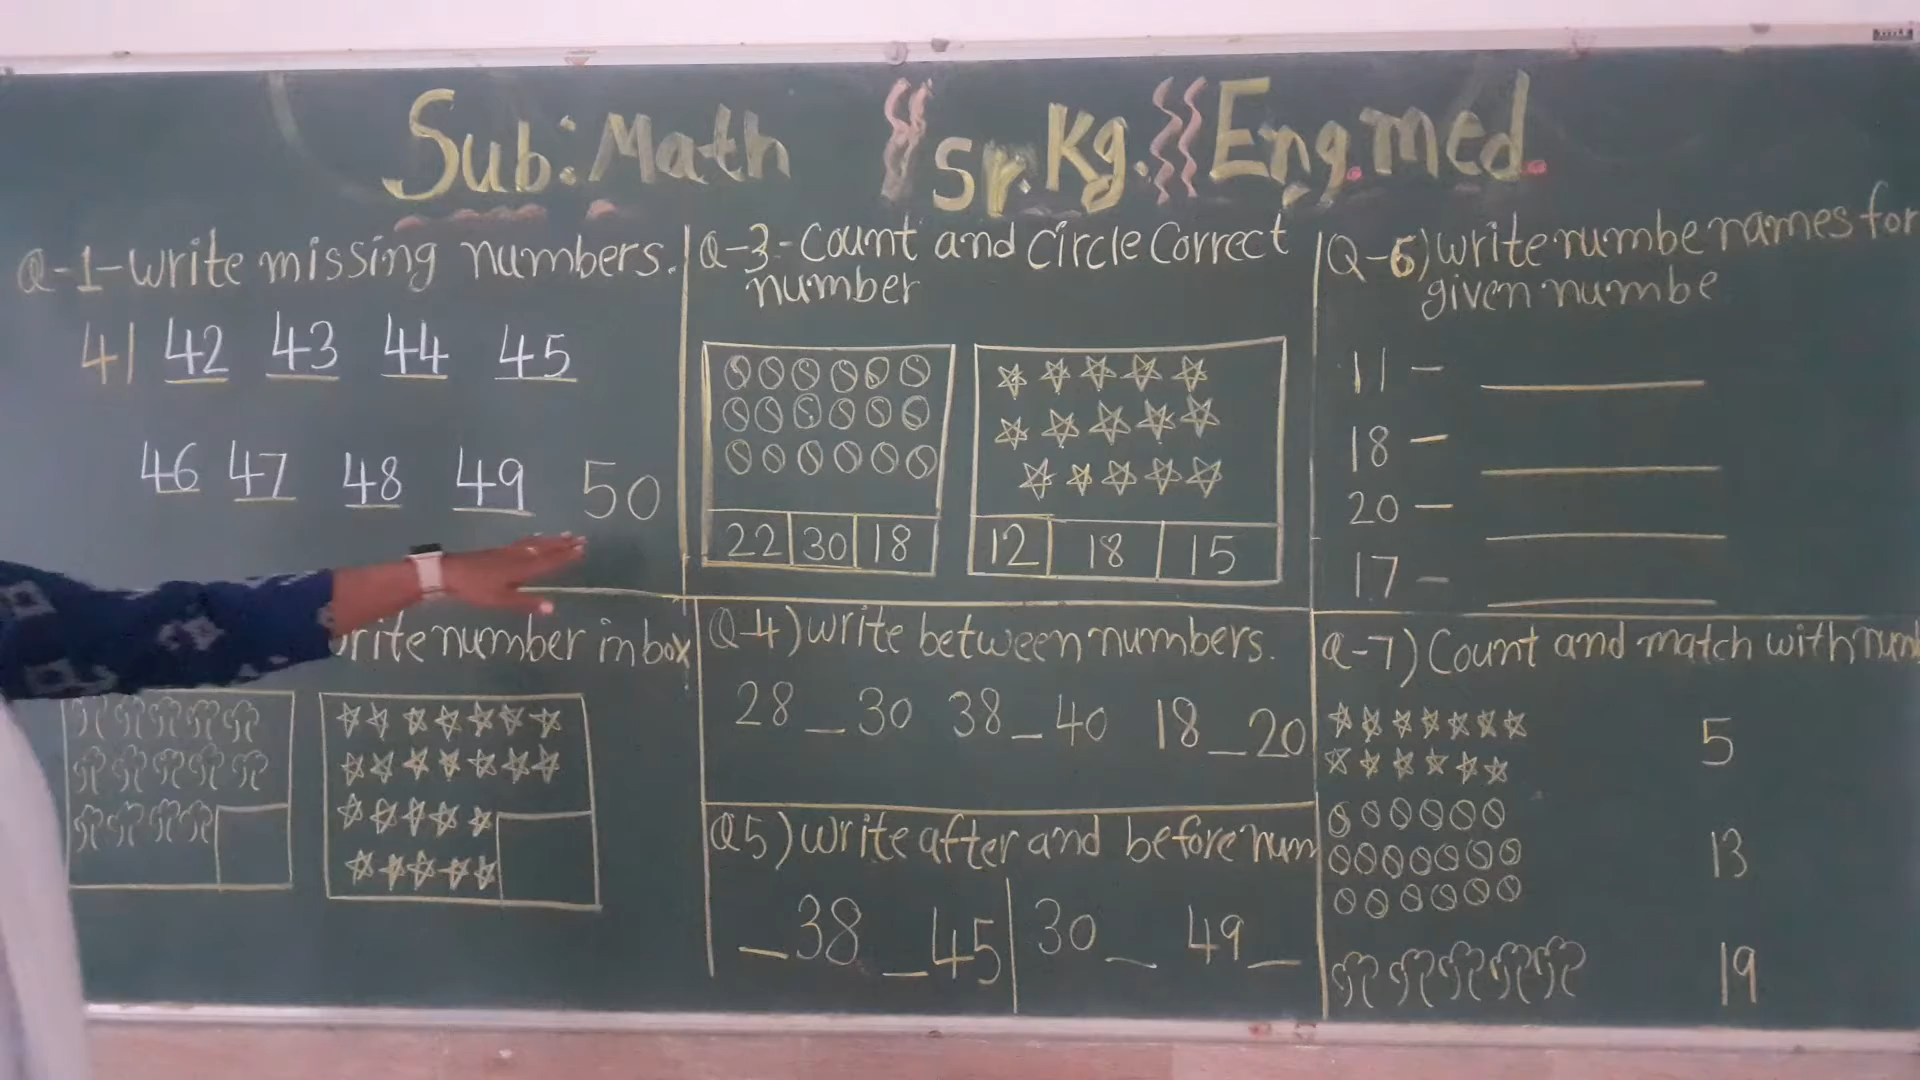 Sub: Math Sr. Kg. Eng. med.
Q-1-write missing numbers.
41 42 43 44 45
46 47 48 49 50
write number in box
Q-3-Count and circle Correct
number
22 30 18
12 18 15
Q-4) write between numbers.
28 _ 30 38 _ 40 18 _ 20
Q5) write after and before num
_ 38 _ 45 30 _ 49 _
Q-6) write numbe names for
given numbe
11 -
18 -
20 -
17 -
Q-7) Count and match with num
5
13
19